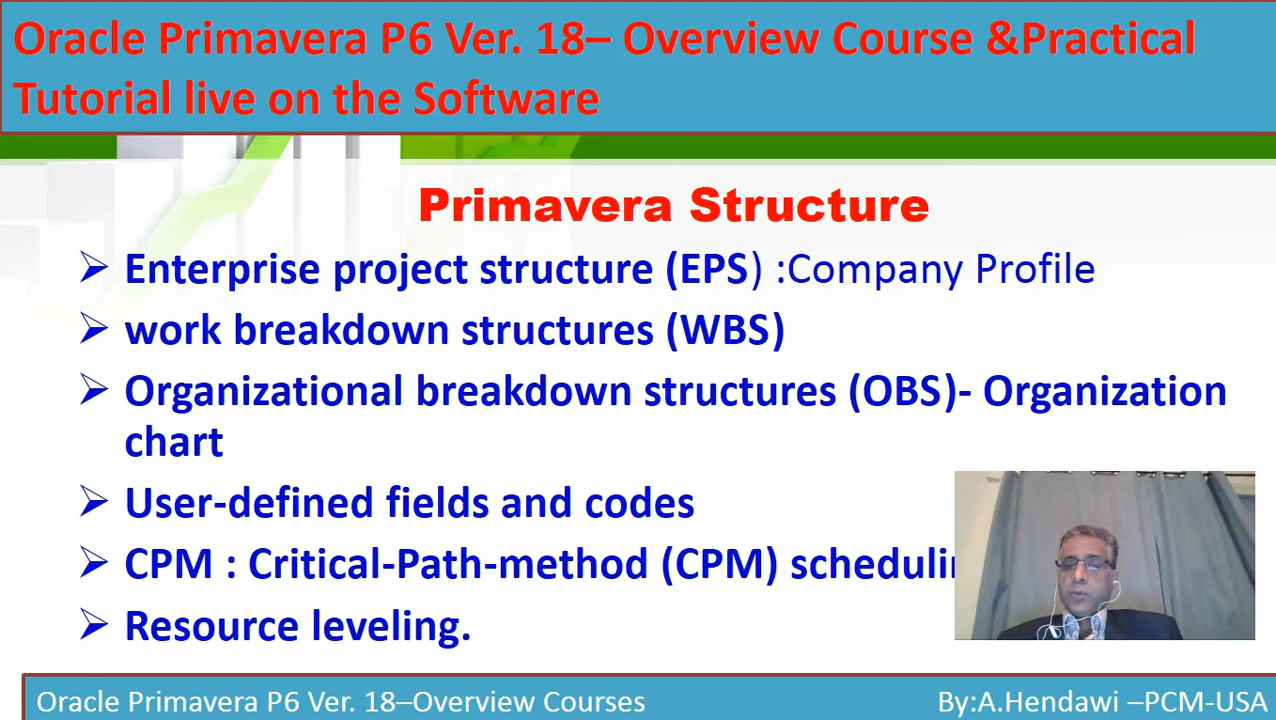 Oracle Primavera P6 Ver. 18– Overview Course &Practical
Tutorial live on the Software
Primavera Structure
➢ Enterprise project structure (EPS) :Company Profile
➢ work breakdown structures (WBS)
➢ Organizational breakdown structures (OBS)- Organization
chart
➢ User-defined fields and codes
➢ CPM : Critical-Path-method (CPM)
➢ Resource leveling.
Oracle Primavera P6 Ver. 18–Overview Courses
By:A.Hendawi –PCM-USA